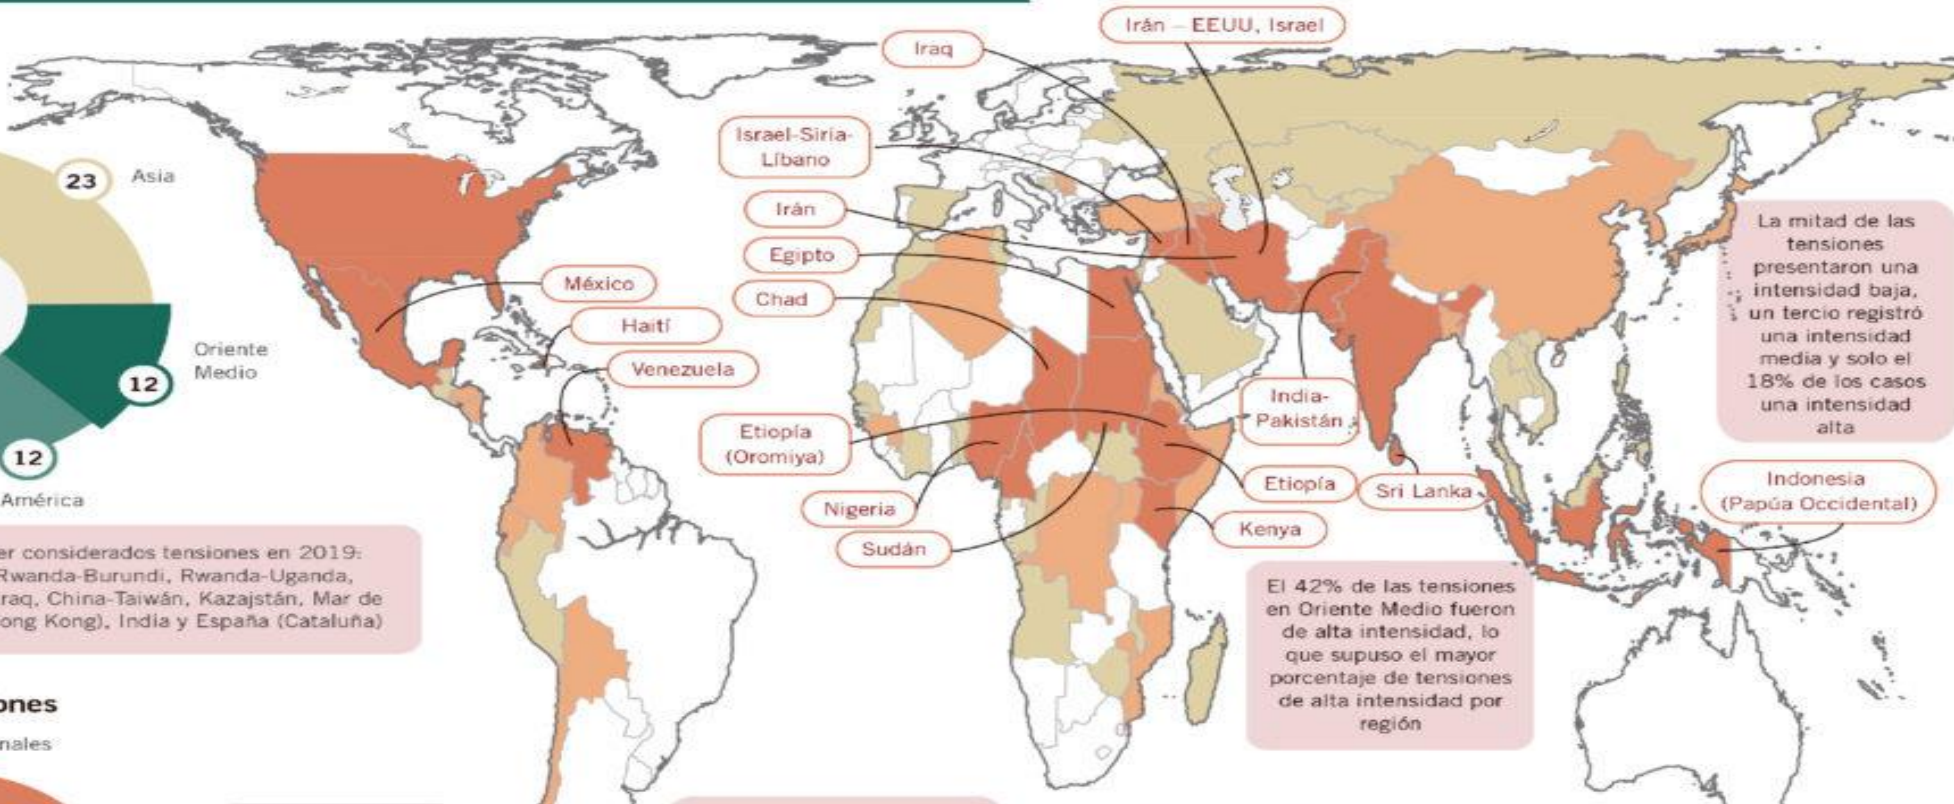 Irán – EEUU, Israel
Iraq
Israel-Siria-
Líbano
Irán
Egipto
Chad
México
Haití
Venezuela
Etiopía
(Oromiya)
Nigeria
Sudán
India-
Pakistán
Etiopía
Sri Lanka
Kenya
Indonesia
(Papúa Occidental)
23
Asia
Oriente
Medio
12
12
América
La mitad de las
tensiones
presentaron una
intensidad baja,
un tercio registró
una intensidad
media y solo el
18% de los casos
una intensidad
alta
er considerados tensiones en 2019:
Rwanda-Burundi, Rwanda-Uganda,
raq, China-Taiwán, Kazajstán, Mar de
ong Kong), India y España (Cataluña)
El 42% de las tensiones
en Oriente Medio fueron
de alta intensidad, lo
que supuso el mayor
porcentaje de tensiones
de alta intensidad por
región
ones
nales